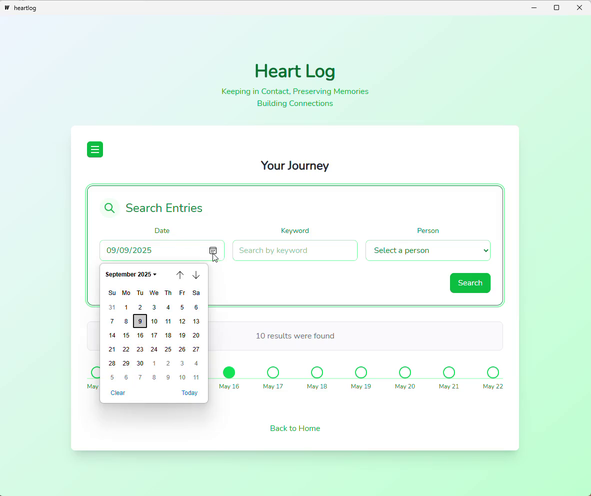 heartlog
Heart Log
Keeping in Contact, Preserving Memories
Building Connections
Your Journey
Search Entries
Date Keyword Person
09/09/2025 Search by keyword Select a person
September 2025
Search
Su Mo Tu We Th Fr Sa
31 1 2 3 4 5 6
7 8 9 10 11 12 13
14 15 16 17 18 19 20
21 22 23 24 25 26 27
28 29 30 1 2 3 4
5 6 7 8 9 10 11
Clear Today
10 results were found
May May 16 May 17 May 18 May 19 May 20 May 21 May 22
Back to Home